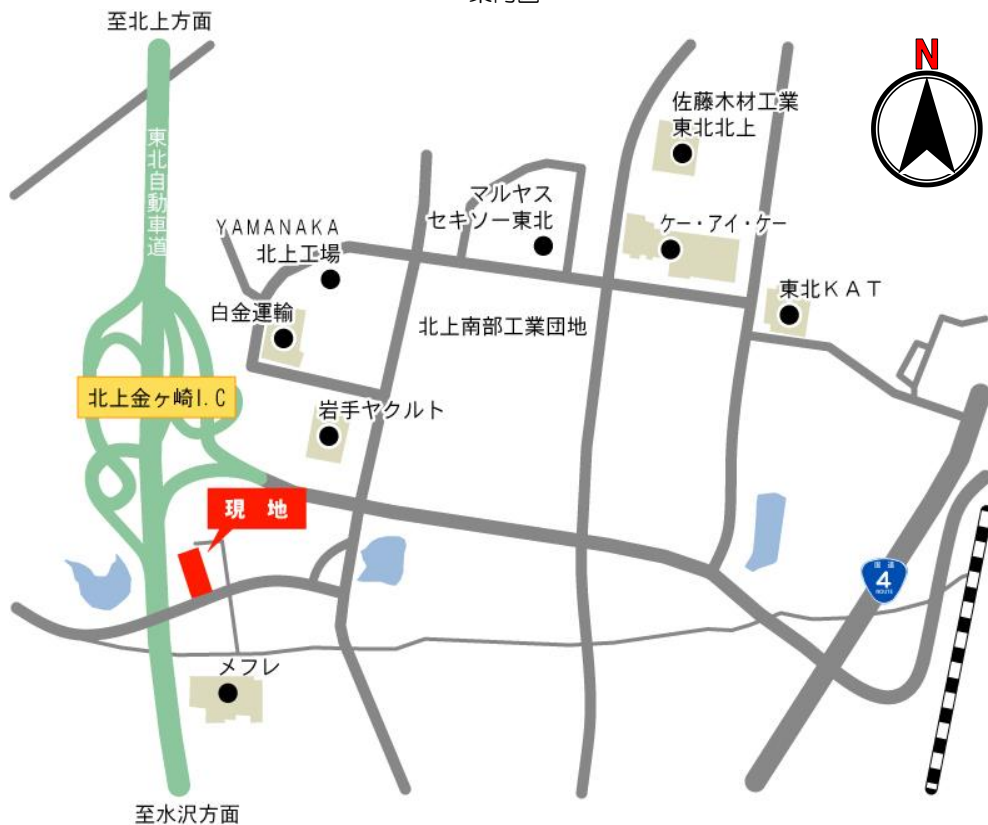 至北上方面
N
佐藤木材工業
東北北上
東北自動車道
マルヤス
セキソー東北
YAMANAKA
北上工場
ケー・アイ・ケー
東北KAT
白金運輸
北上南部工業団地
北上金ヶ崎I.C
岩手ヤクルト
現 地
国道
4
ROUTE
メフレ
至水沢方面